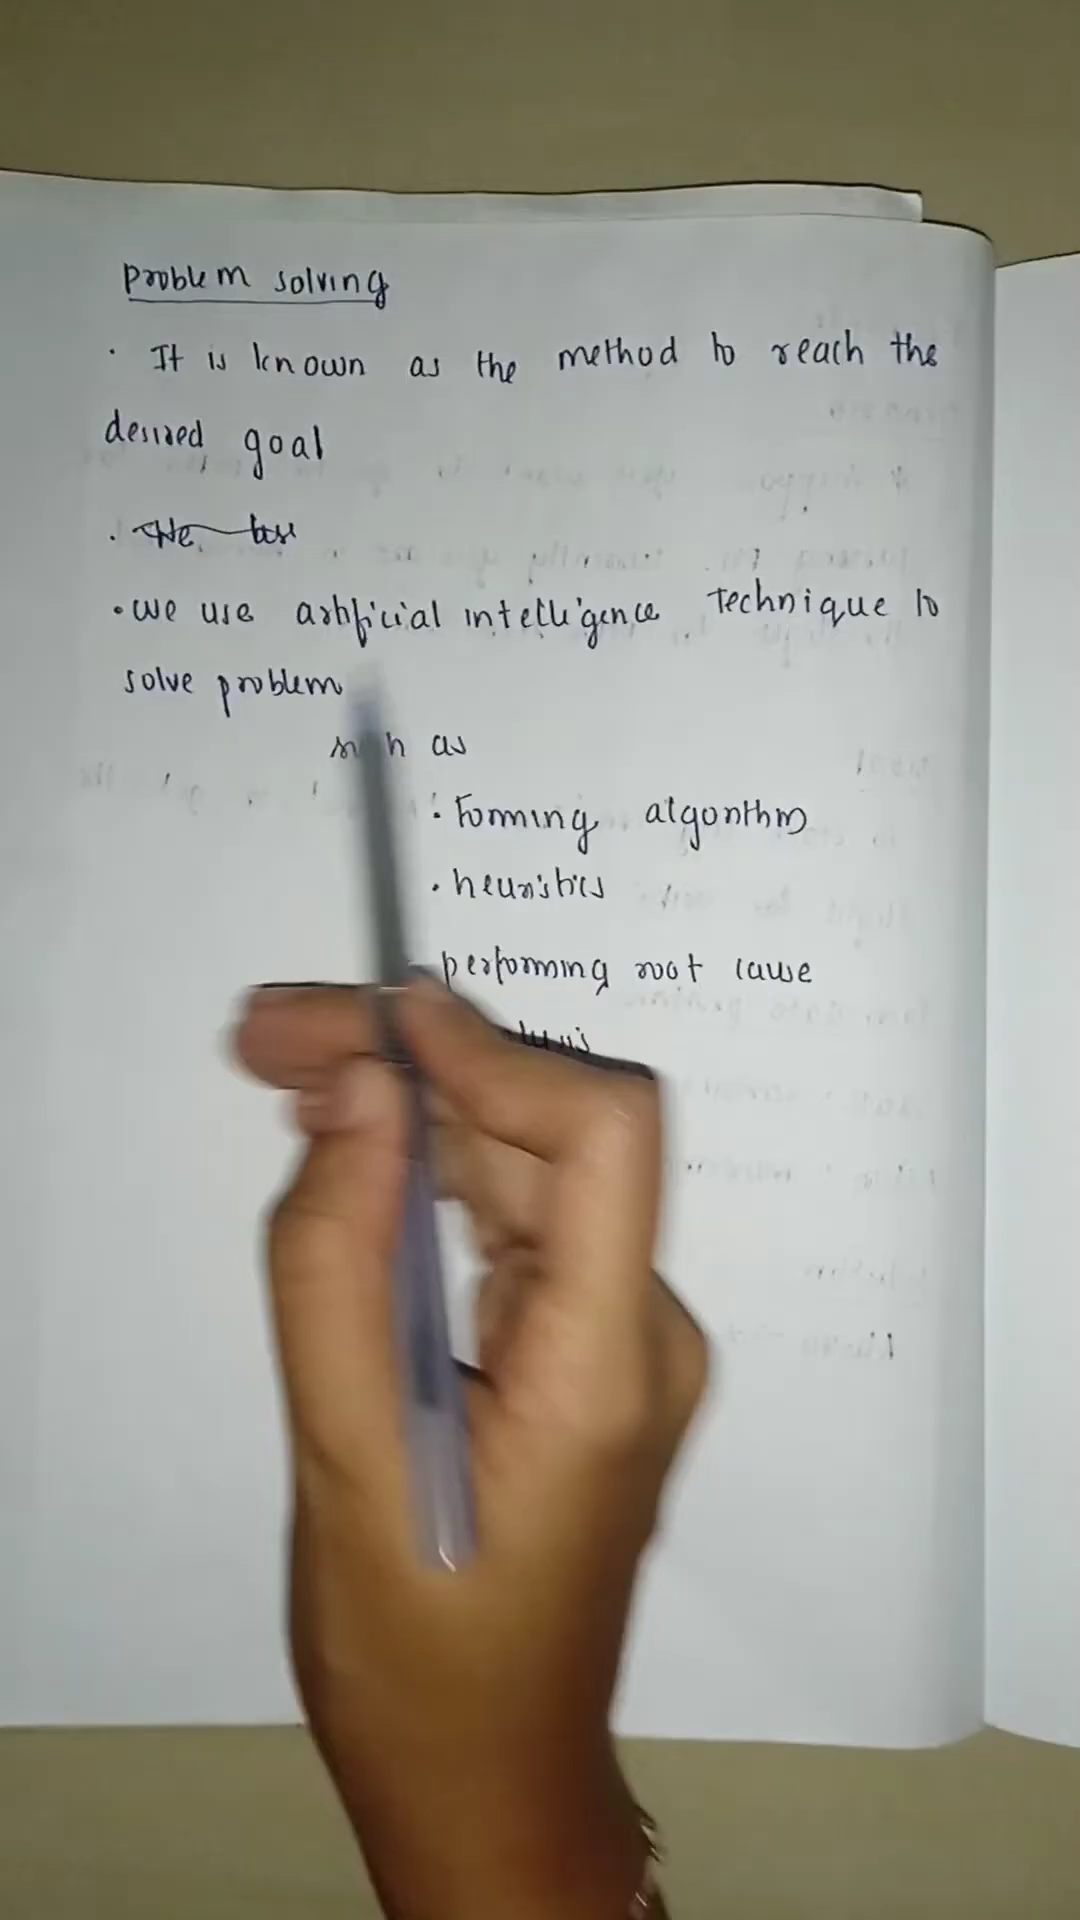 Problem solving
· It is known as the method to reach the
desired goal
· We use artificial intelligence Technique to
solve problem
such as
· Forming algorithm
· heuristics
performing root cause